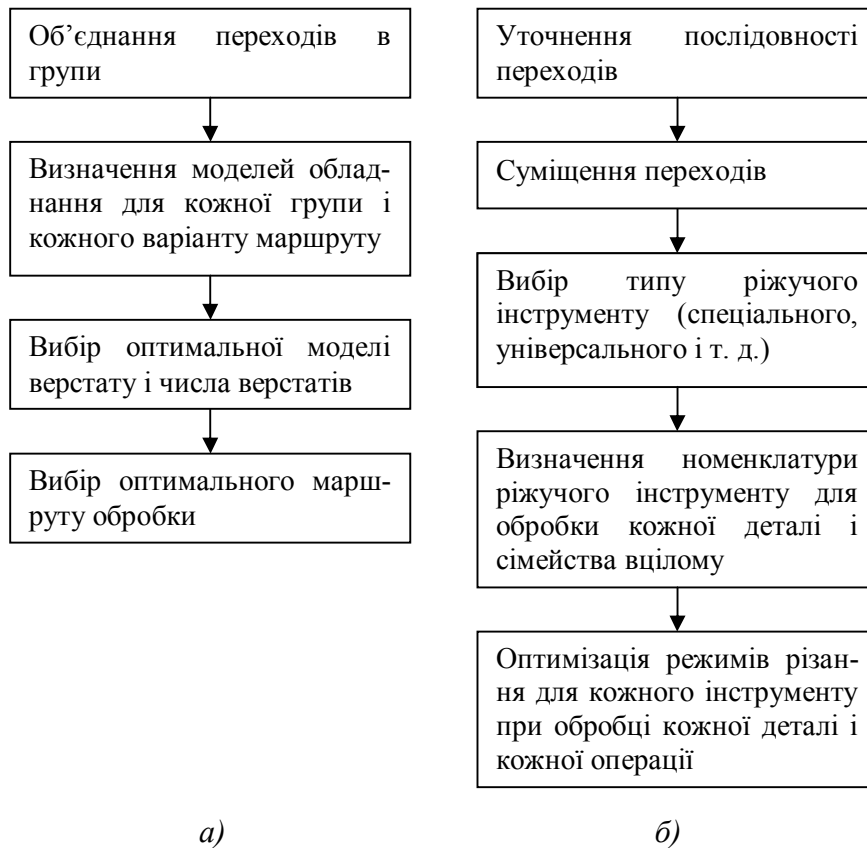 Об’єднання переходів в
групи
Визначення моделей облад-
нання для кожної групи і
кожного варіанту маршруту
Вибір оптимальної моделі
верстату і числа верстатів
Вибір оптимального марш-
руту обробки
а)
Уточнення послідовності
переходів
Суміщення переходів
Вибір типу ріжучого
інструменту (спеціального,
універсального і т. д.)
Визначення номенклатури
ріжучого інструменту для
обробки кожної деталі і
сімейства вцілому
Оптимізація режимів різан-
ня для кожного інструменту
при обробці кожної деталі і
кожної операції
б)